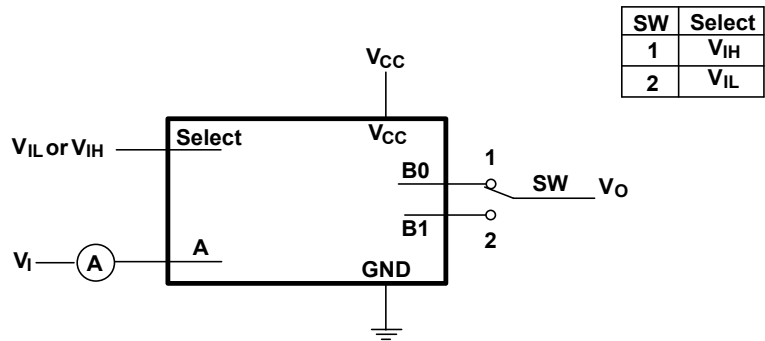 SW Select
1 VIH
2 VIL
VCC
VIL or VIH
Select
VCC
B0
1
SW
VO
B1
2
VI
A
A
GND